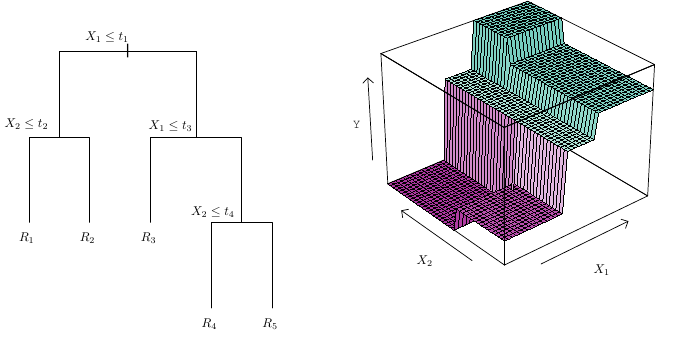 X₁ ≤ t₁
X₂ ≤ t₂
X₁ ≤ t₃
X₂ ≤ t₄
R₁
R₂
R₃
R₄
R₅
Y
X₂
X₁